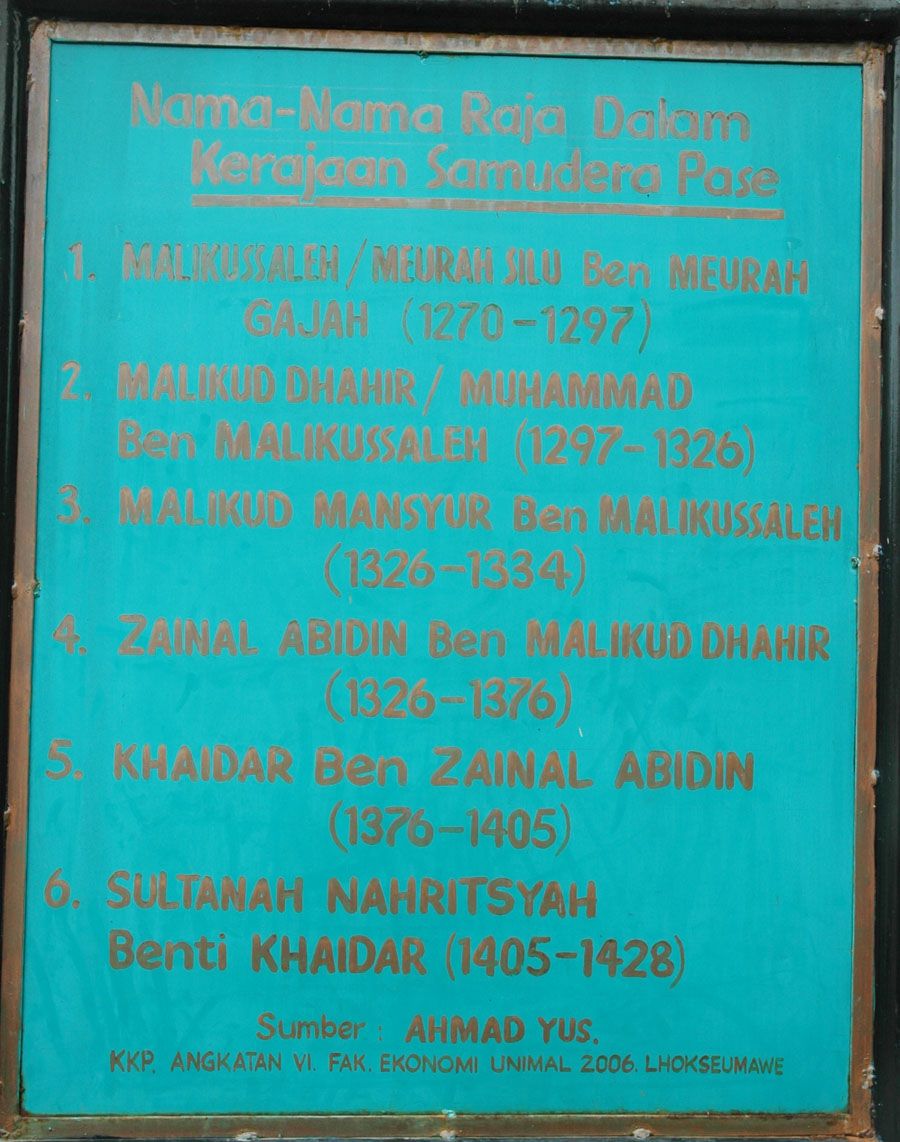 Nama-Nama Raja Dalam
Kerajaan Samudera Pase
1. MALIKUSSALEH / MEURAH SILU Ben MEURAH
GAJAH (1270-1297)
2. MALIKUD DHAHIR / MUHAMMAD
Ben MALIKUSSALEH (1297-1326)
3. MALIKUD MANSYUR Ben MALIKUSSALEH
(1326-1334)
4. ZAINAL ABIDIN Ben MALIKUD DHAHIR
(1326-1376)
5. KHAIDAR Ben ZAINAL ABIDIN
(1376-1405)
6. SULTANAH NAHRITSYAH
Benti KHAIDAR (1405-1428)
Sumber : AHMAD YUS.
KKP. ANGKATAN VI. FAK. EKONOMI UNIMAL 2006. LHOKSEUMAWE